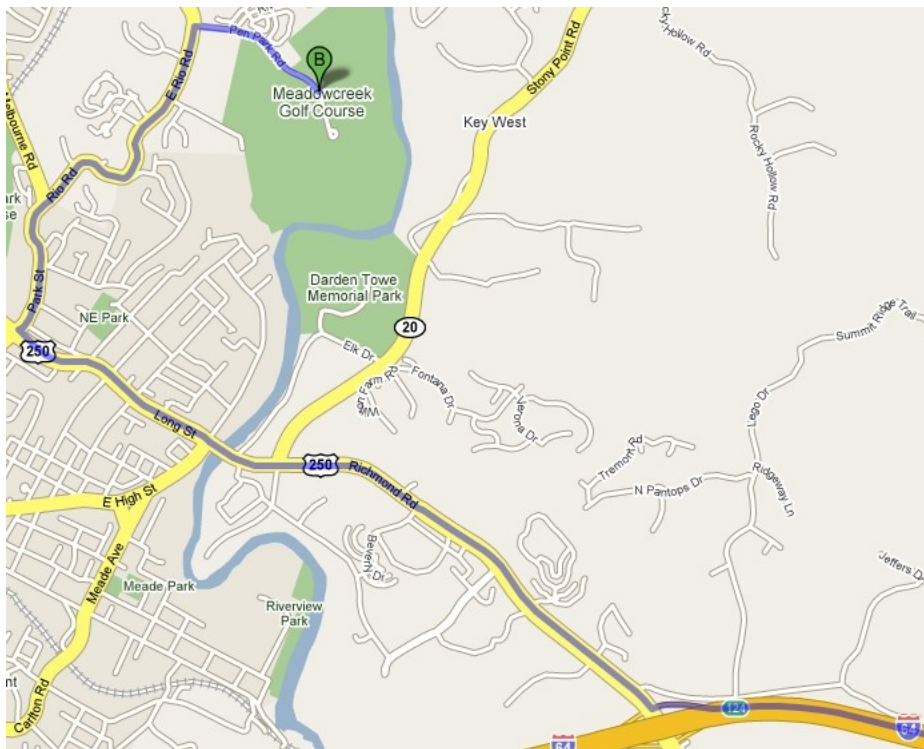 Rocky Hollow Rd
Pen Park Rd
B
Stony Point Rd
E Rio Rd
Meadowcreek
Golf Course
Key West
Melbourne Rd
Rocky Hollow Rd
Rio Rd
Park St
Darden Towe
Memorial Park
NE Park
20
Summit Ridge Trail
250
Elk Dr
Farm Rd
Fontana Dr
Verona Dr
Lego Dr
Long St
250
Richmond Rd
Tremont Rd
N Pantops Dr
Ridgeway Ln
E High St
Meade Ave
Jeffers D
Meade Park
Riverview
Park
Carlton Rd
124
64
64